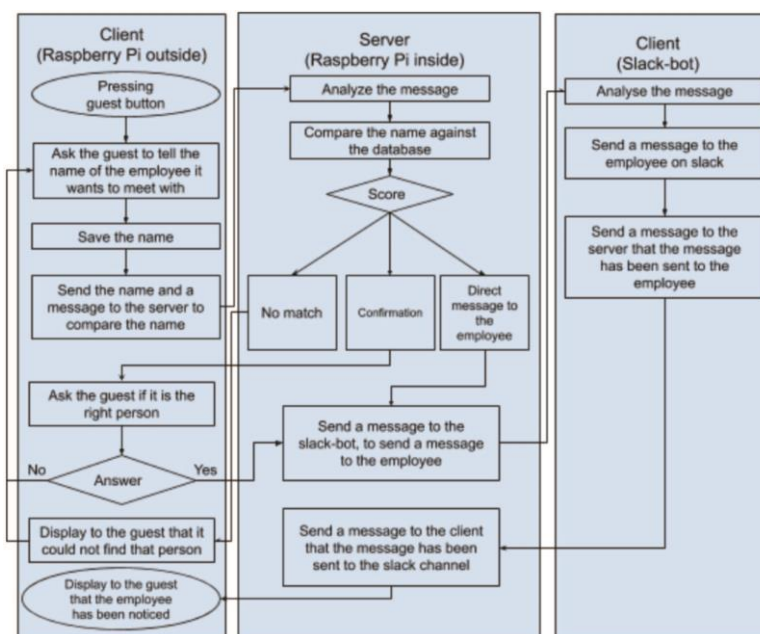 Client
(Raspberry Pi outside)
Pressing
guest button
Ask the guest to tell the
name of the employee it
wants to meet with
Save the name
Send the name and a
message to the server to
compare the name
Ask the guest if it is the
right person
No
Answer
Yes
Display to the guest that it
could not find that person
Display to the guest
that the employee
has been noticed
Server
(Raspberry Pi inside)
Analyze the message
Compare the name against
the database
Score
No match
Confirmation
Direct
message to
the
employee
Send a message to the
slack-bot, to send a message
to the employee
Send a message to the client
that the message has been
sent to the slack channel
Client
(Slack-bot)
Analyse the message
Send a message to the
employee on slack
Send a message to the
server that the message
has been sent to the
employee